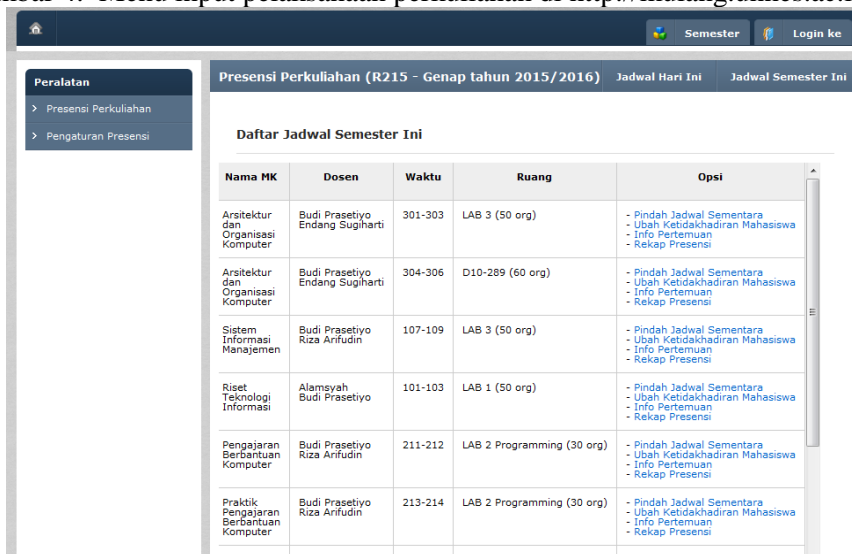 Menu input pelaksanaan perkuliahan di
Semester
Login ke
Peralatan
> Presensi Perkuliahan
> Pengaturan Presensi
Presensi Perkuliahan (R215 - Genap tahun 2015/2016)
Jadwal Hari Ini
Jadwal Semester Ini
Daftar Jadwal Semester Ini
Nama MK Dosen Waktu Ruang Opsi
Arsitektur
dan
Organisasi
Komputer
Budi Prasetiyo
Endang Sugiharti
301-303
LAB 3 (50 org)
- Pindah Jadwal Sementara
- Ubah Ketidakhadiran Mahasiswa
- Info Pertemuan
- Rekap Presensi
Arsitektur
dan
Organisasi
Komputer
Budi Prasetiyo
Endang Sugiharti
304-306
D10-289 (60 org)
- Pindah Jadwal Sementara
- Ubah Ketidakhadiran Mahasiswa
- Info Pertemuan
- Rekap Presensi
Sistem
Informasi
Manajemen
Budi Prasetiyo
Riza Arifudin
107-109
LAB 3 (50 org)
- Pindah Jadwal Sementara
- Ubah Ketidakhadiran Mahasiswa
- Info Pertemuan
- Rekap Presensi
Riset
Teknologi
Informasi
Alamsyah
Budi Prasetiyo
101-103
LAB 1 (50 org)
- Pindah Jadwal Sementara
- Ubah Ketidakhadiran Mahasiswa
- Info Pertemuan
- Rekap Presensi
Pengajaran
Berbantuan
Komputer
Budi Prasetiyo
Riza Arifudin
211-212
LAB 2 Programming (30 org)
- Pindah Jadwal Sementara
- Ubah Ketidakhadiran Mahasiswa
- Info Pertemuan
- Rekap Presensi
Praktik
Pengajaran
Berbantuan
Komputer
Budi Prasetiyo
Riza Arifudin
213-214
LAB 2 Programming (30 org)
- Pindah Jadwal Sementara
- Ubah Ketidakhadiran Mahasiswa
- Info Pertemuan
- Rekap Presensi